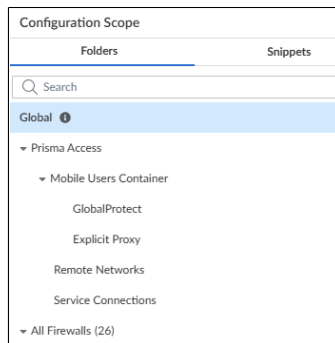 Configuration Scope
Folders Snippets
Search
Global
Prisma Access
Mobile Users Container
GlobalProtect
Explicit Proxy
Remote Networks
Service Connections
All Firewalls (26)